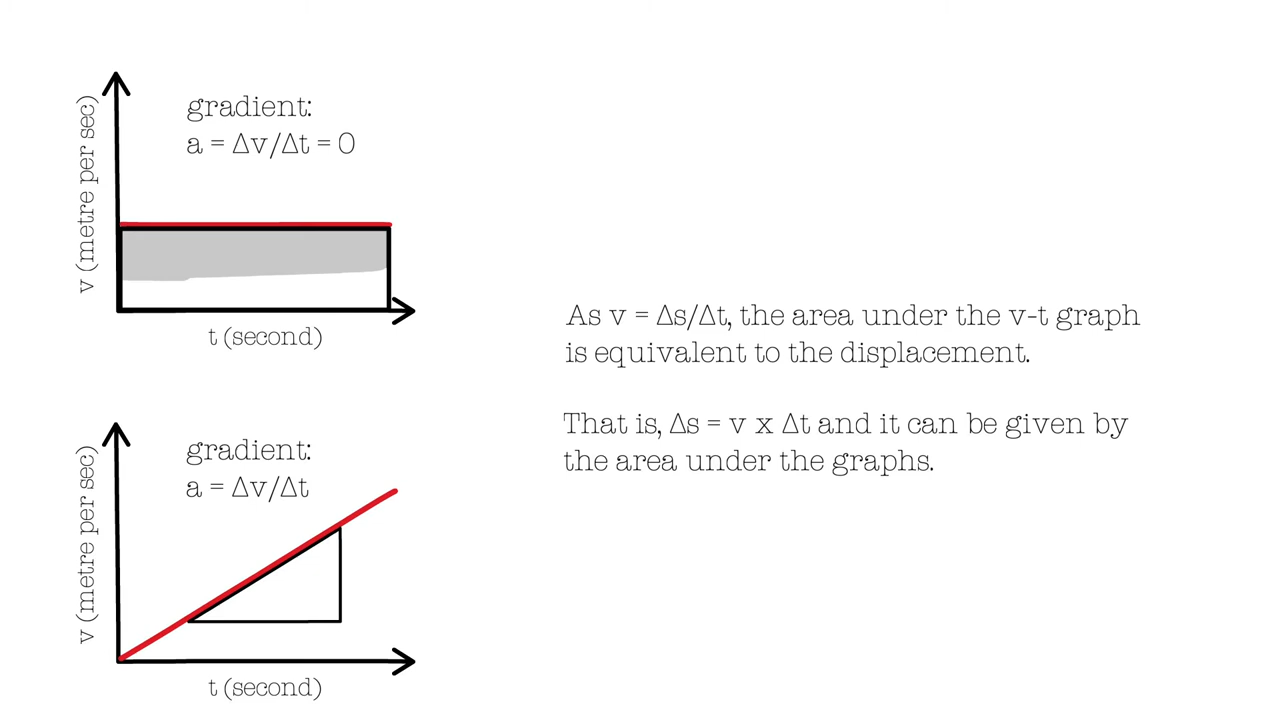 gradient:
a = Δv/Δt = 0
v (metre per sec)
t (second)
As v = Δs/Δt, the area under the v-t graph
is equivalent to the displacement.
That is, Δs = v x Δt and it can be given by
the area under the graphs.
gradient:
a = Δv/Δt
v (metre per sec)
t (second)